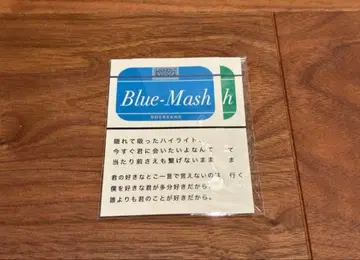 Blue-Mash h
隠れて吸ったハイライト、
今すぐ君に会いたいよなんて て
当たり前さえも繋げないまま ま
君の好きなとこ一言で言えないのは 行く
僕を好きな君が多分好きだから。
誰よりも君のことが好きだから。